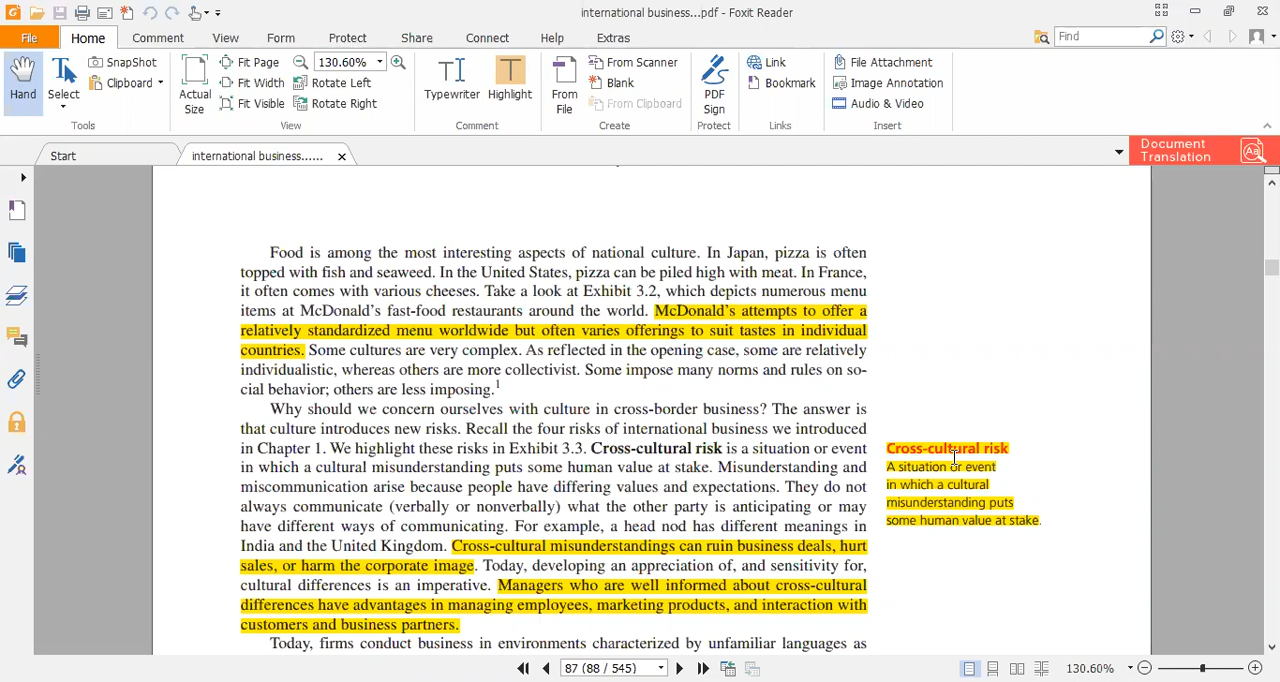 international business...pdf - Foxit Reader
File Home Comment View Form Protect Share Connect Help Extras
Find
Hand
Select
SnapShot
Clipboard
Tools
Actual
Size
Fit Page
Fit Width
Fit Visible
130.60%
Rotate Left
Rotate Right
View
Typewriter
Highlight
Comment
From
File
From Scanner
Blank
From Clipboard
Create
PDF
Sign
Protect
Link
Bookmark
Links
File Attachment
Image Annotation
Audio & Video
Insert
Start
international business......
Document
Translation
Food is among the most interesting aspects of national culture. In Japan, pizza is often
topped with fish and seaweed. In the United States, pizza can be piled high with meat. In France,
it often comes with various cheeses. Take a look at Exhibit 3.2, which depicts numerous menu
items at McDonald's fast-food restaurants around the world. McDonald's attempts to offer a
relatively standardized menu worldwide but often varies offerings to suit tastes in individual
countries. Some cultures are very complex. As reflected in the opening case, some are relatively
individualistic, whereas others are more collectivist. Some impose many norms and rules on so-
cial behavior; others are less imposing.1
Why should we concern ourselves with culture in cross-border business? The answer is
that culture introduces new risks. Recall the four risks of international business we introduced
in Chapter 1. We highlight these risks in Exhibit 3.3. Cross-cultural risk is a situation or event
in which a cultural misunderstanding puts some human value at stake. Misunderstanding and
miscommunication arise because people have differing values and expectations. They do not
always communicate (verbally or nonverbally) what the other party is anticipating or may
have different ways of communicating. For example, a head nod has different meanings in
India and the United Kingdom. Cross-cultural misunderstandings can ruin business deals, hurt
sales, or harm the corporate image. Today, developing an appreciation of, and sensitivity for,
cultural differences is an imperative. Managers who are well informed about cross-cultural
differences have advantages in managing employees, marketing products, and interaction with
customers and business partners.
Today, firms conduct business in environments characterized by unfamiliar languages as
Cross-cultural risk
A situation or event
in which a cultural
misunderstanding puts
some human value at stake.
87 (88 / 545)
130.60%